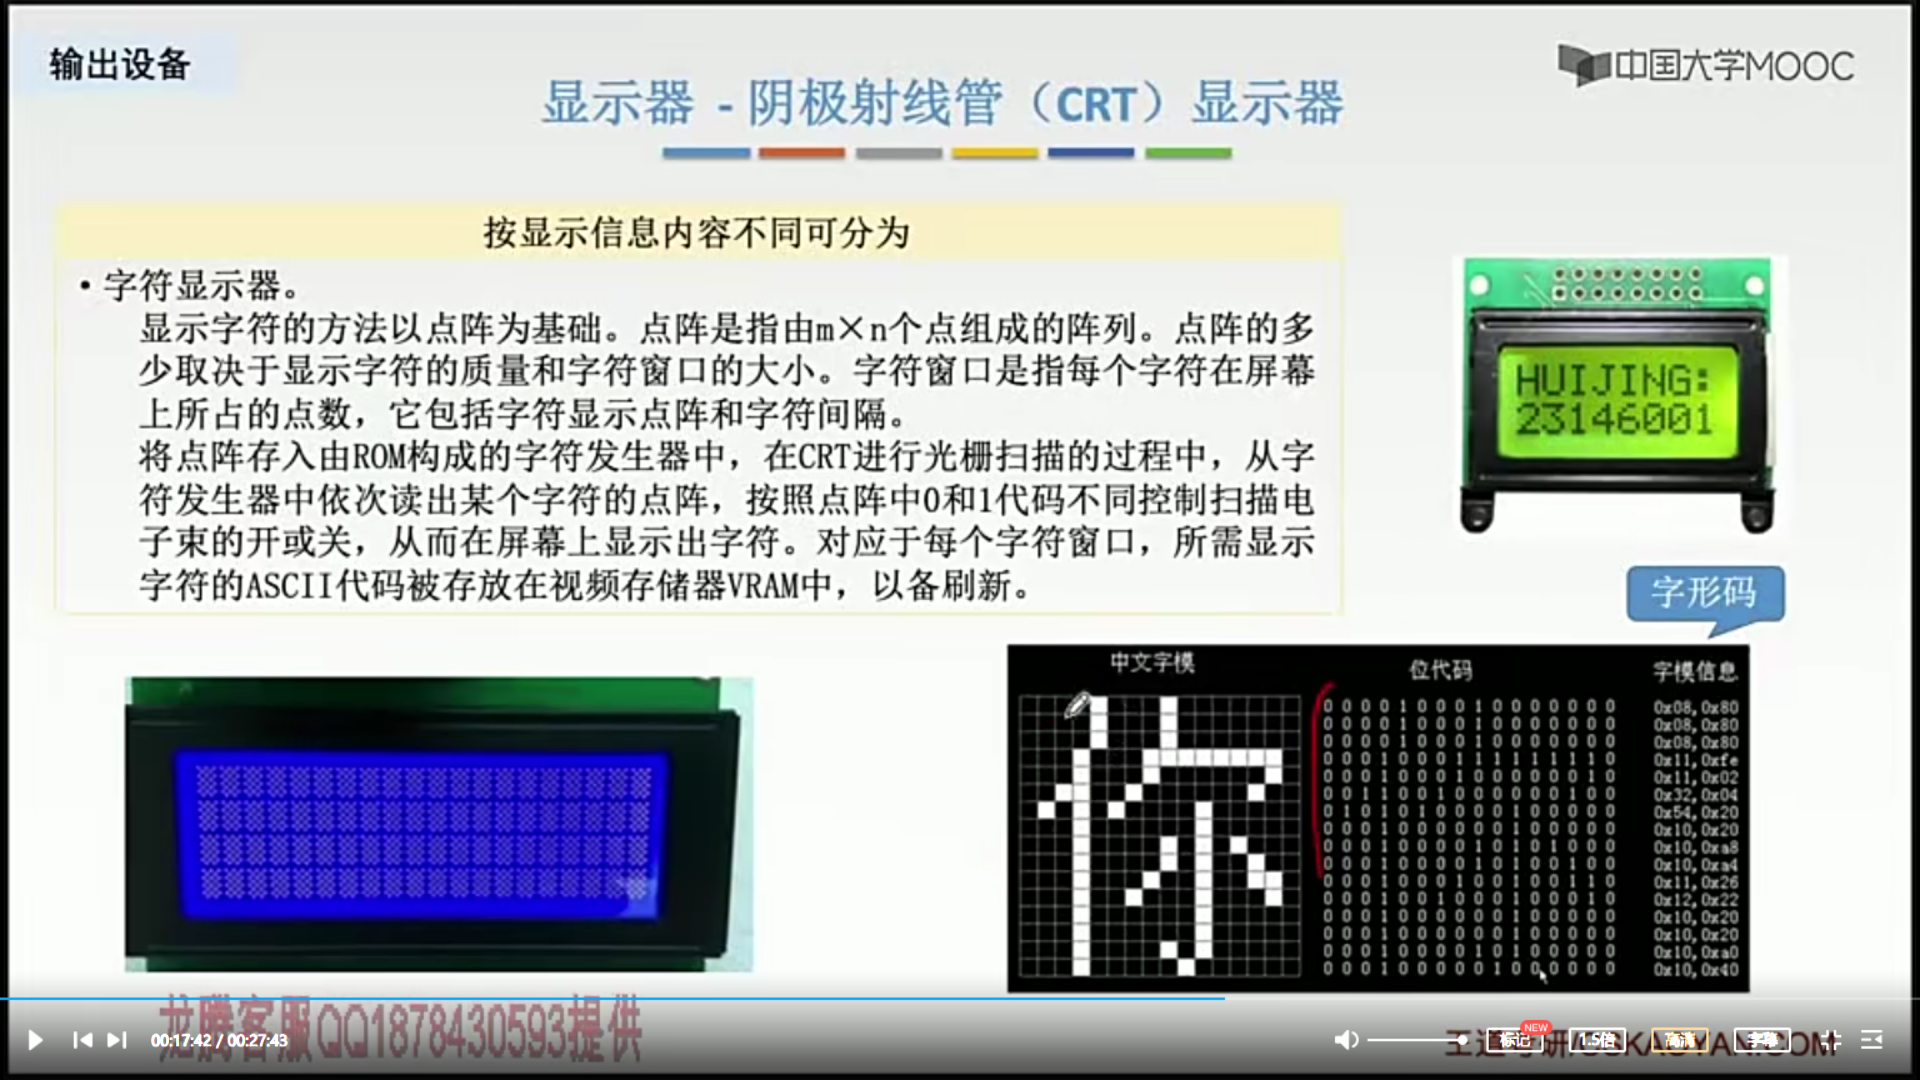 输出设备
中国大学MOOC
显示器 - 阴极射线管（CRT）显示器
按显示信息内容不同可分为
• 字符显示器。
显示字符的方法以点阵为基础。点阵是指由m×n个点组成的阵列。点阵的多
少取决于显示字符的质量和字符窗口的大小。字符窗口是指每个字符在屏幕
上所占的点数，它包括字符显示点阵和字符间隔。
将点阵存入由ROM构成的字符发生器中，在CRT进行光栅扫描的过程中，从字
符发生器中依次读出某个字符的点阵，按照点阵中0和1代码不同控制扫描电
子束的开或关，从而在屏幕上显示出字符。对应于每个字符窗口，所需显示
字符的ASCII代码被存放在视频存储器VRAM中，以备刷新。
HUIJING:
23146001
字形码
中文字模 位代码 字模信息
你
0 0 0 0 1 0 0 0 1 0 0 0 0 0 0 0 0x08,0x80
0 0 0 0 1 0 0 0 1 0 0 0 0 0 0 0 0x08,0x80
0 0 0 0 1 0 0 0 1 0 0 0 0 0 0 0 0x08,0x80
0 0 0 1 0 0 0 1 1 1 1 1 1 1 1 0 0x11,0xfe
0 0 0 1 0 0 0 1 0 0 0 0 0 0 1 0 0x11,0x02
0 0 1 1 0 0 1 0 0 0 0 0 0 1 0 0 0x32,0x04
0 1 0 1 0 1 0 0 0 0 1 0 0 0 0 0 0x54,0x20
0 0 0 1 0 0 0 0 0 0 1 0 0 0 0 0 0x10,0x20
0 0 0 1 0 0 0 0 1 0 1 0 1 0 0 0 0x10,0xa8
0 0 0 1 0 0 0 0 1 0 1 0 0 1 0 0 0x10,0xa4
0 0 0 1 0 0 0 1 0 0 1 0 0 1 1 0 0x11,0x26
0 0 0 1 0 0 1 0 0 0 1 0 0 0 1 0 0x12,0x22
0 0 0 1 0 0 0 0 0 0 1 0 0 0 0 0 0x10,0x20
0 0 0 1 0 0 0 0 0 0 1 0 0 0 0 0 0x10,0x20
0 0 0 1 0 0 0 0 1 0 1 0 0 0 0 0 0x10,0xa0
0 0 0 1 0 0 0 0 0 1 0 0 0 0 0 0 0x10,0x40
龙腾客服QQ1878430593提供
00:17:42 / 00:27:43
王道考研/CSKAOYAN.COM
NEW
标记 1.5倍 高清 字幕